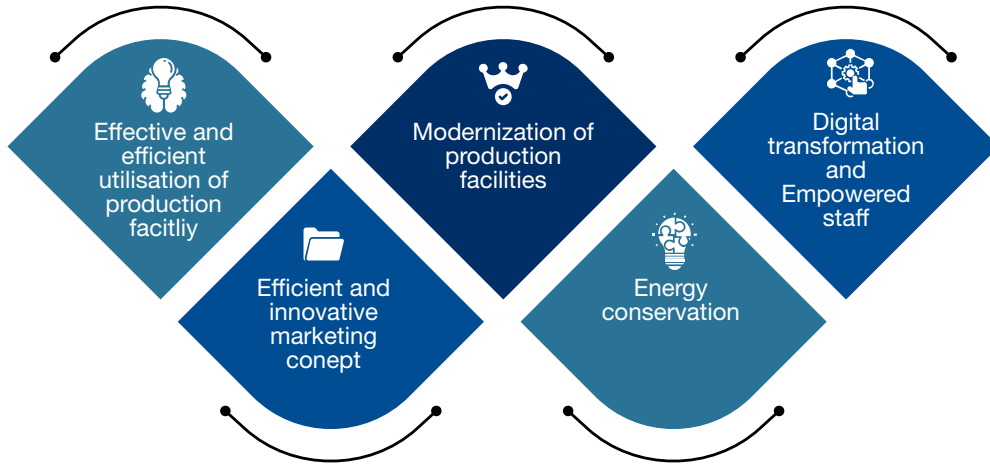 Effective and
efficient
utilisation of
production
facitliy
Efficient and
innovative
marketing
conept
Modernization of
production
facilities
Energy
conservation
Digital
transformation
and
Empowered
staff